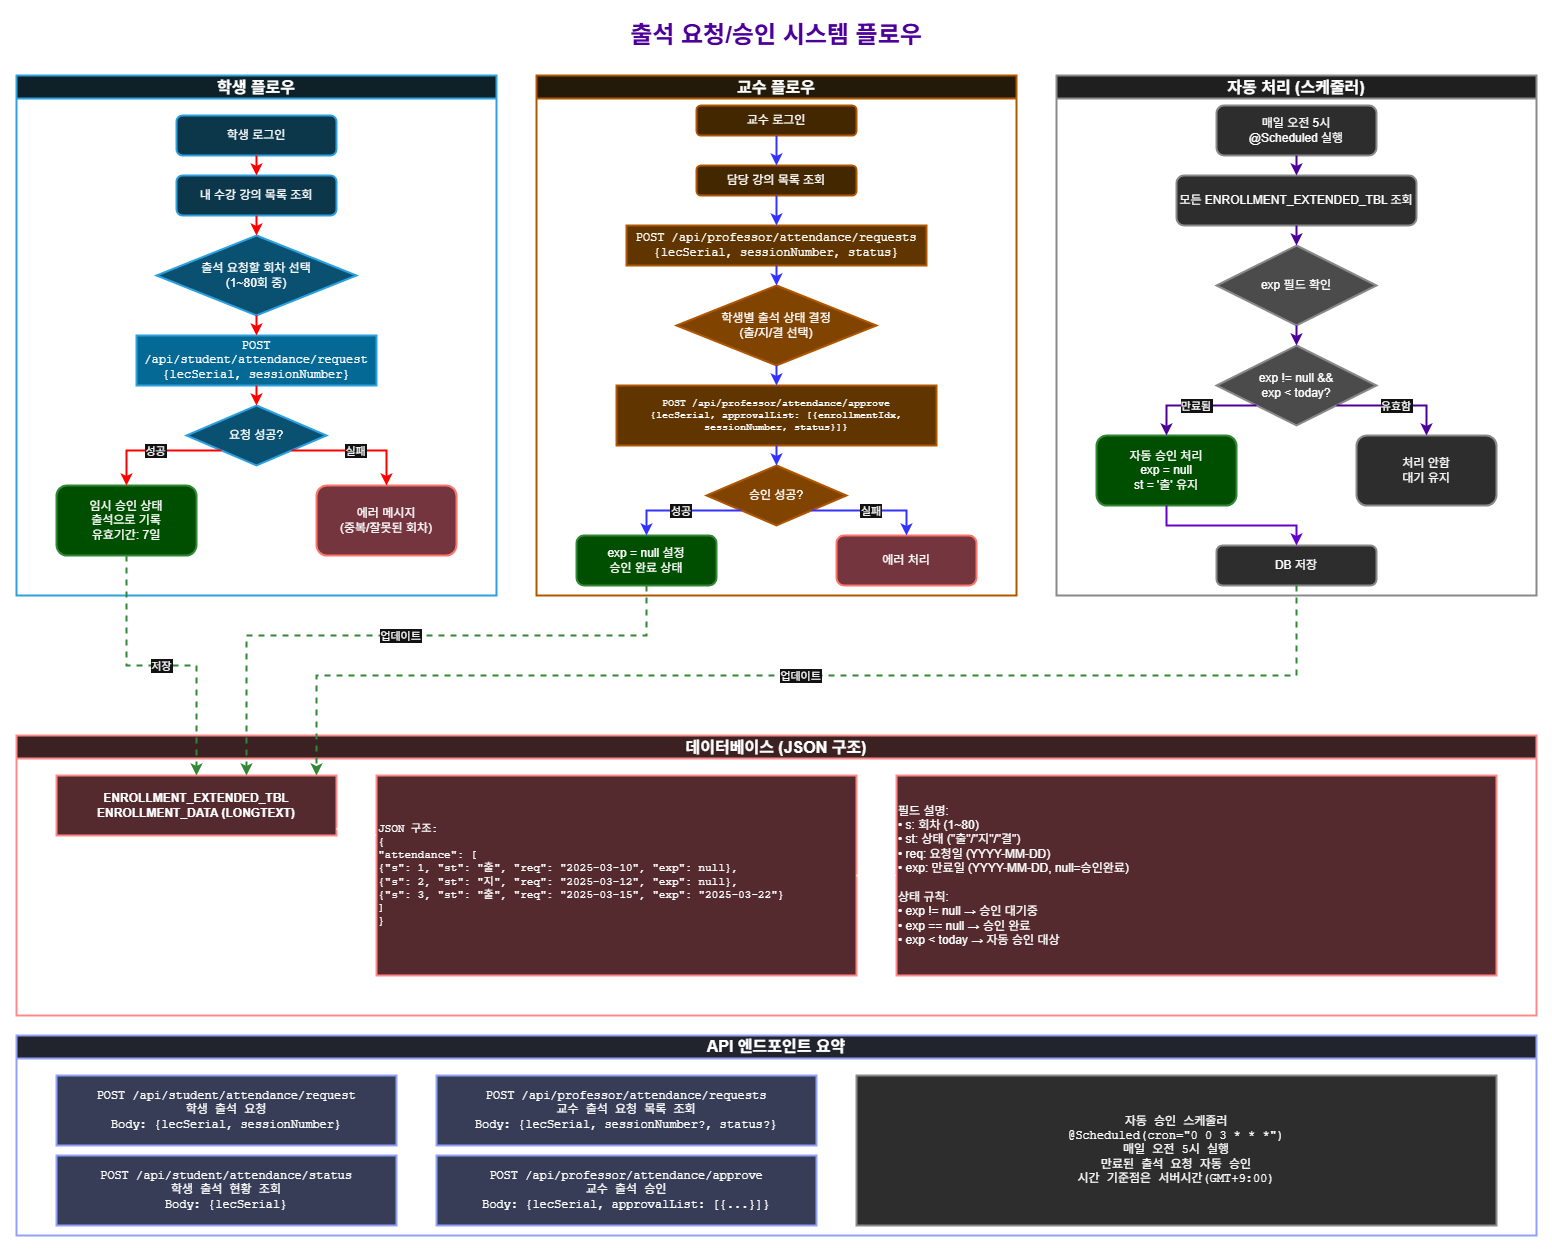 출석 요청/승인 시스템 플로우
학생 플로우
학생 로그인
내 수강 강의 목록 조회
출석 요청할 회차 선택
(1~80회 중)
POST
/api/student/attendance/request
{lecSerial, sessionNumber}
요청 성공?
성공
실패
임시 승인 상태
출석으로 기록
유효기간: 7일
에러 메시지
(중복/잘못된 회차)
교수 플로우
교수 로그인
담당 강의 목록 조회
POST /api/professor/attendance/requests
{lecSerial, sessionNumber, status}
학생별 출석 상태 결정
(출/지/결 선택)
POST /api/professor/attendance/approve
{lecSerial, approvalList: [{enrollmentIdx,
sessionNumber, status}]}
승인 성공?
성공
실패
exp = null 설정
승인 완료 상태
에러 처리
자동 처리 (스케줄러)
매일 오전 5시
@Scheduled 실행
모든 ENROLLMENT_EXTENDED_TBL 조회
exp 필드 확인
exp != null &&
exp < today?
만료됨
유효함
자동 승인 처리
exp = null
st = '출' 유지
처리 안함
대기 유지
DB 저장
저장
업데이트
업데이트
데이터베이스 (JSON 구조)
ENROLLMENT_EXTENDED_TBL
ENROLLMENT_DATA (LONGTEXT)
JSON 구조:
{
"attendance": [
{"s": 1, "st": "출", "req": "2025-03-10", "exp": null},
{"s": 2, "st": "지", "req": "2025-03-12", "exp": null},
{"s": 3, "st": "출", "req": "2025-03-15", "exp": "2025-03-22"}
]
}
필드 설명:
• s: 회차 (1~80)
• st: 상태 ("출"/"지"/"결")
• req: 요청일 (YYYY-MM-DD)
• exp: 만료일 (YYYY-MM-DD, null=승인완료)
상태 규칙:
• exp != null → 승인 대기중
• exp == null → 승인 완료
• exp < today → 자동 승인 대상
API 엔드포인트 요약
POST /api/student/attendance/request
학생 출석 요청
Body: {lecSerial, sessionNumber}
POST /api/professor/attendance/requests
교수 출석 요청 목록 조회
Body: {lecSerial, sessionNumber?, status?}
POST /api/student/attendance/status
학생 출석 현황 조회
Body: {lecSerial}
POST /api/professor/attendance/approve
교수 출석 승인
Body: {lecSerial, approvalList: [{...}]}
자동 승인 스케줄러
@Scheduled(cron="0 0 3 * * *")
매일 오전 5시 실행
만료된 출석 요청 자동 승인
시간 기준점은 서버시간(GMT+9:00)